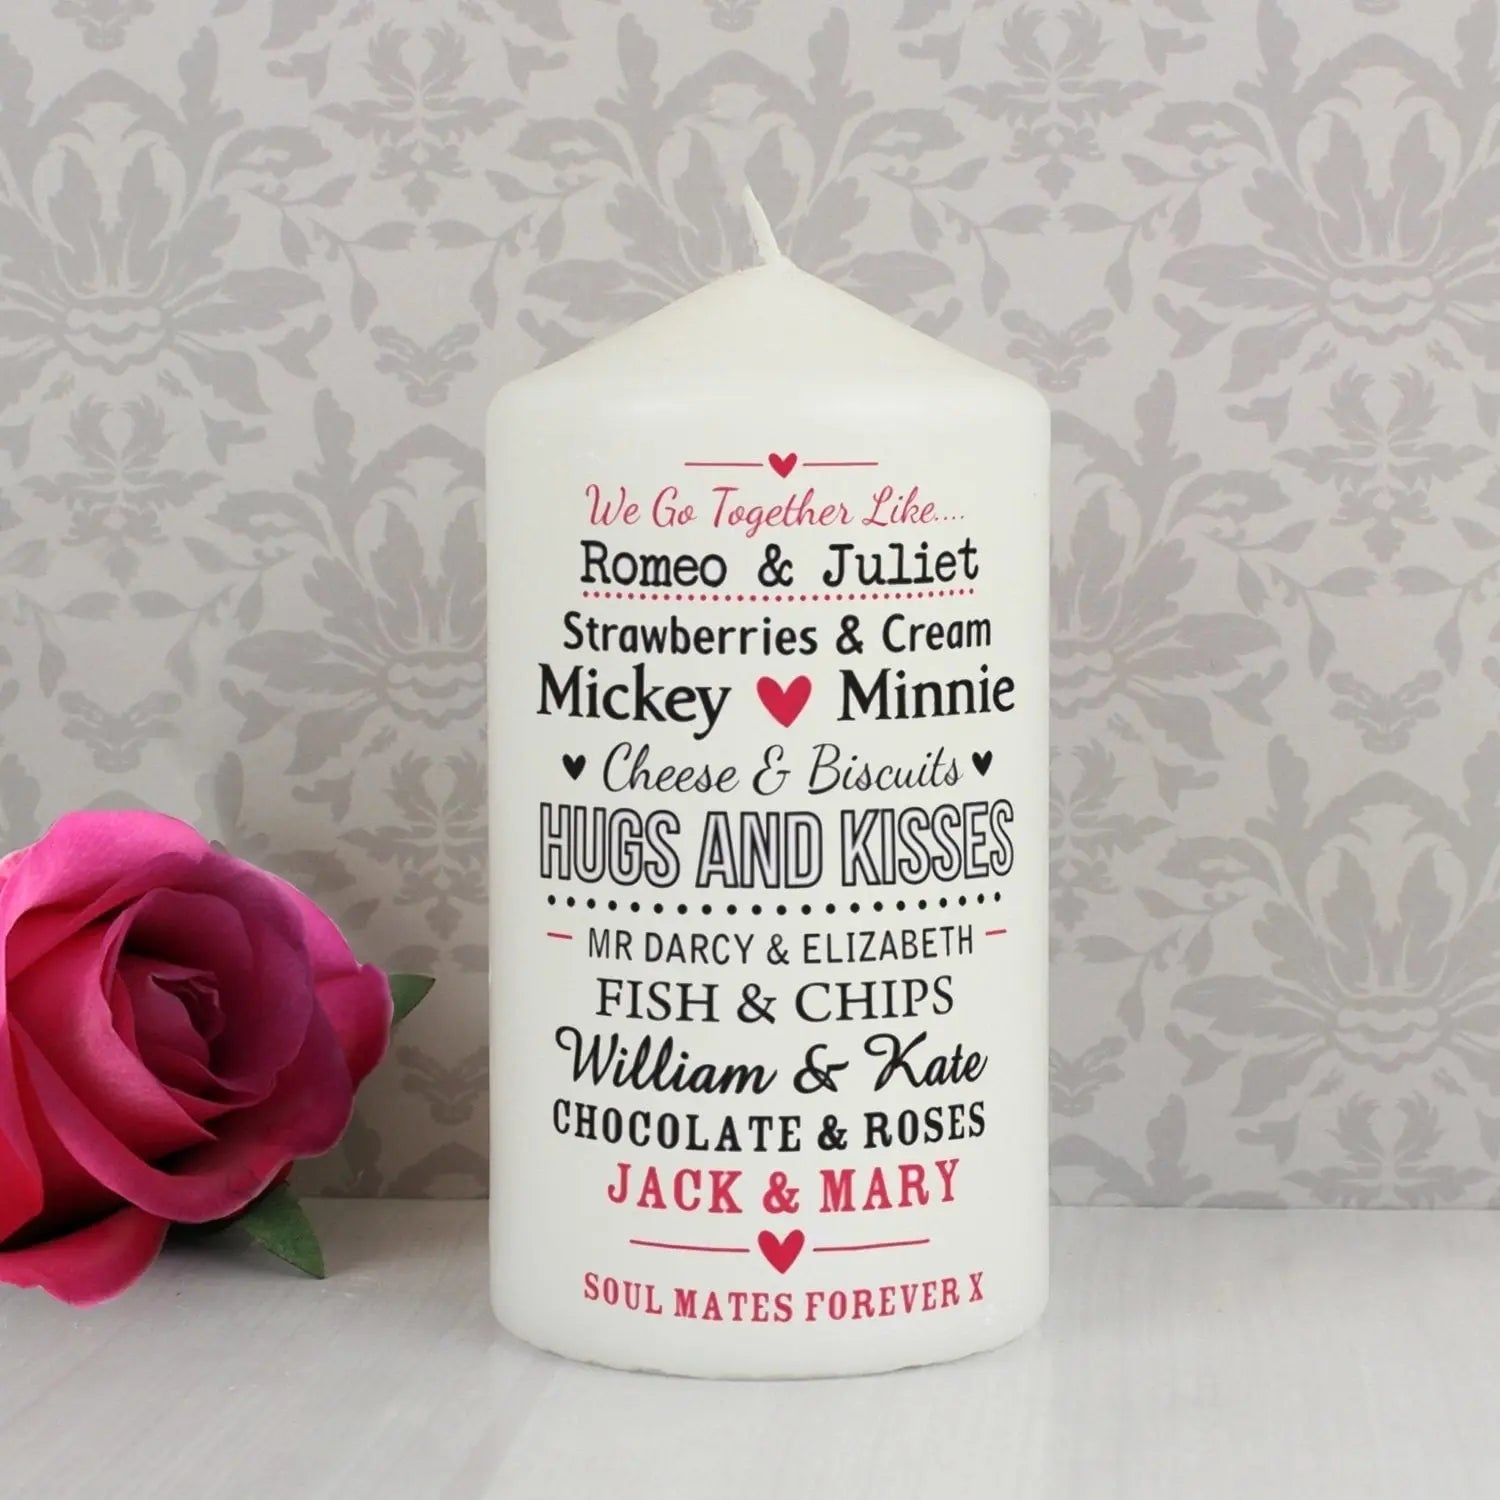 We Go Together Like....
Romeo & Juliet
Strawberries & Cream
Mickey ♥ Minnie
♥ Cheese & Biscuits ♥
HUGS AND KISSES
MR DARCY & ELIZABETH
FISH & CHIPS
William & Kate
CHOCOLATE & ROSES
JACK & MARY
SOUL MATES FOREVER X